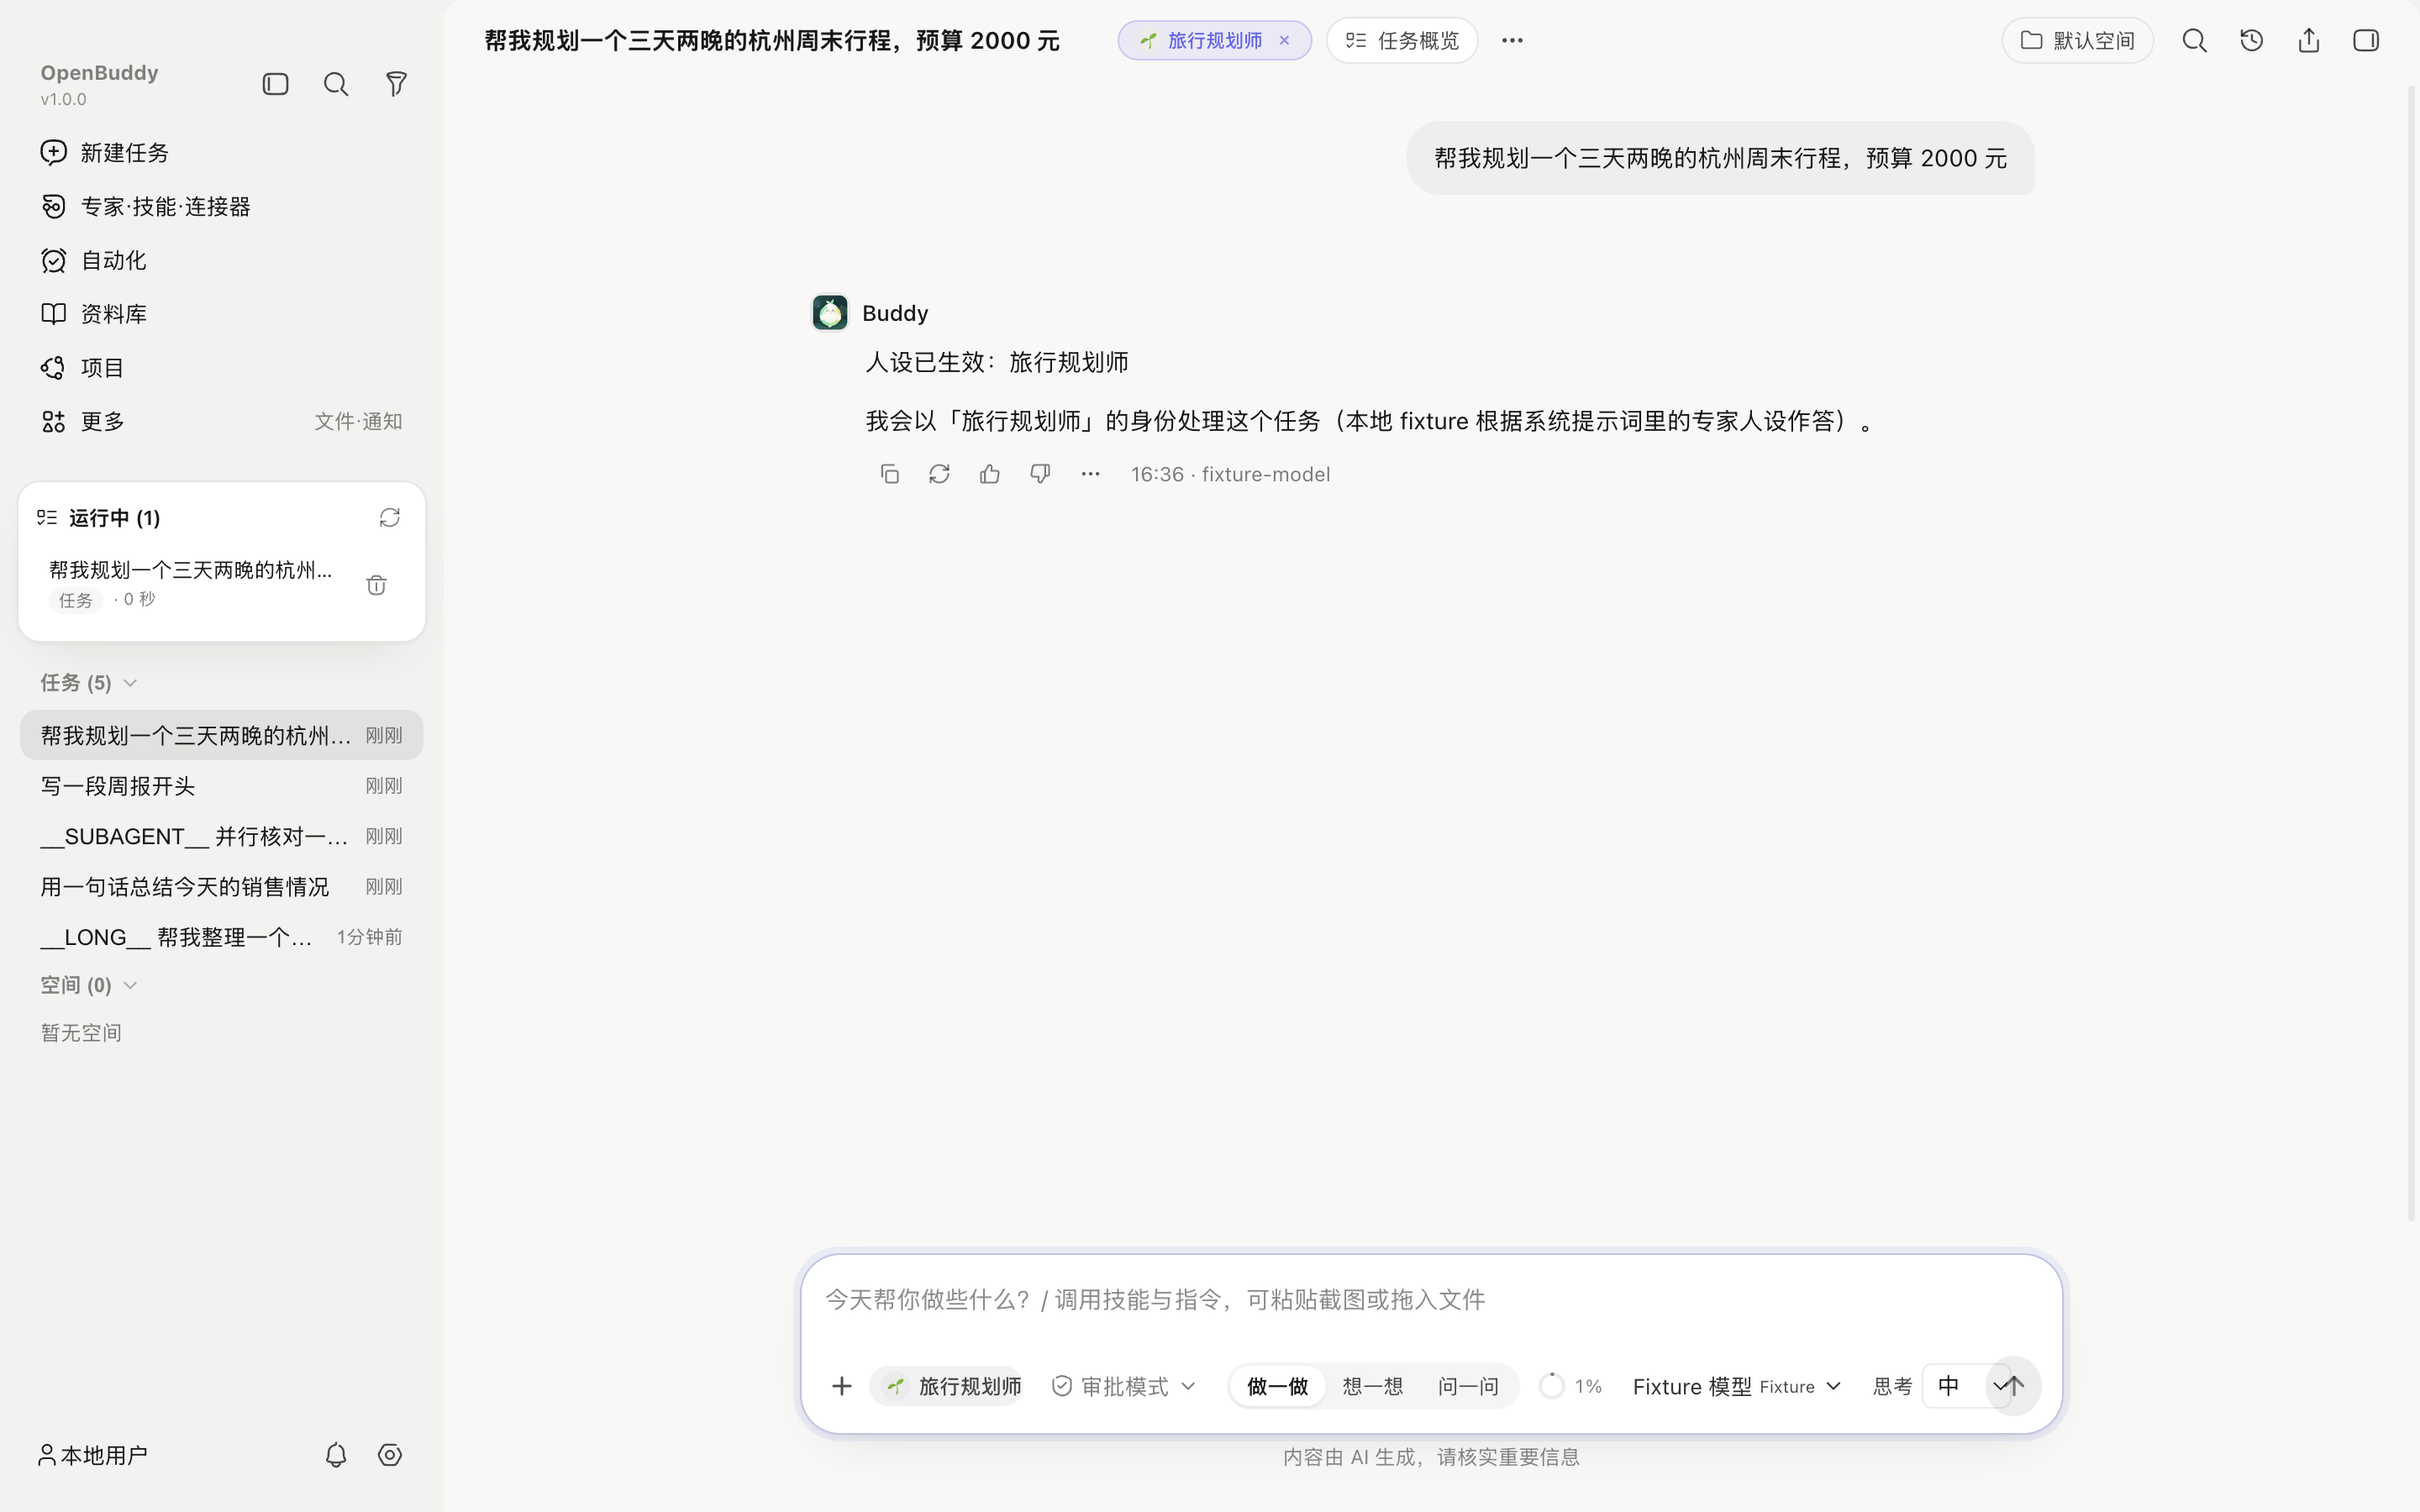 OpenBuddy
v1.0.0
新建任务
专家·技能·连接器
自动化
资料库
项目
更多 文件·通知
运行中 (1)
帮我规划一个三天两晚的杭州...
任务 · 0 秒
任务 (5)
帮我规划一个三天两晚的杭州... 刚刚
写一段周报开头 刚刚
__SUBAGENT__ 并行核对一... 刚刚
用一句话总结今天的销售情况 刚刚
__LONG__ 帮我整理一个... 1分钟前
空间 (0)
暂无空间
本地用户
帮我规划一个三天两晚的杭州周末行程，预算 2000 元 旅行规划师 × 任务概览 默认空间
帮我规划一个三天两晚的杭州周末行程，预算 2000 元
Buddy
人设已生效：旅行规划师
我会以「旅行规划师」的身份处理这个任务（本地 fixture 根据系统提示词里的专家人设作答）。
16:36 · fixture-model
今天帮你做些什么？/ 调用技能与指令，可粘贴截图或拖入文件
旅行规划师 审批模式 做一做 想一想 问一问 1% Fixture 模型 Fixture 思考 中
内容由 AI 生成，请核实重要信息